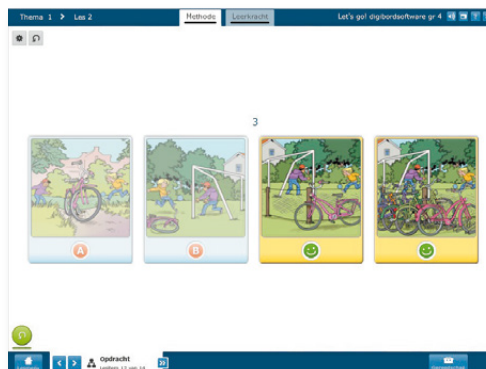 Thema 1 > Les 2
Methode
Leerkracht
Let's go! digibordsoftware gr 4
3
A
B
Opdracht